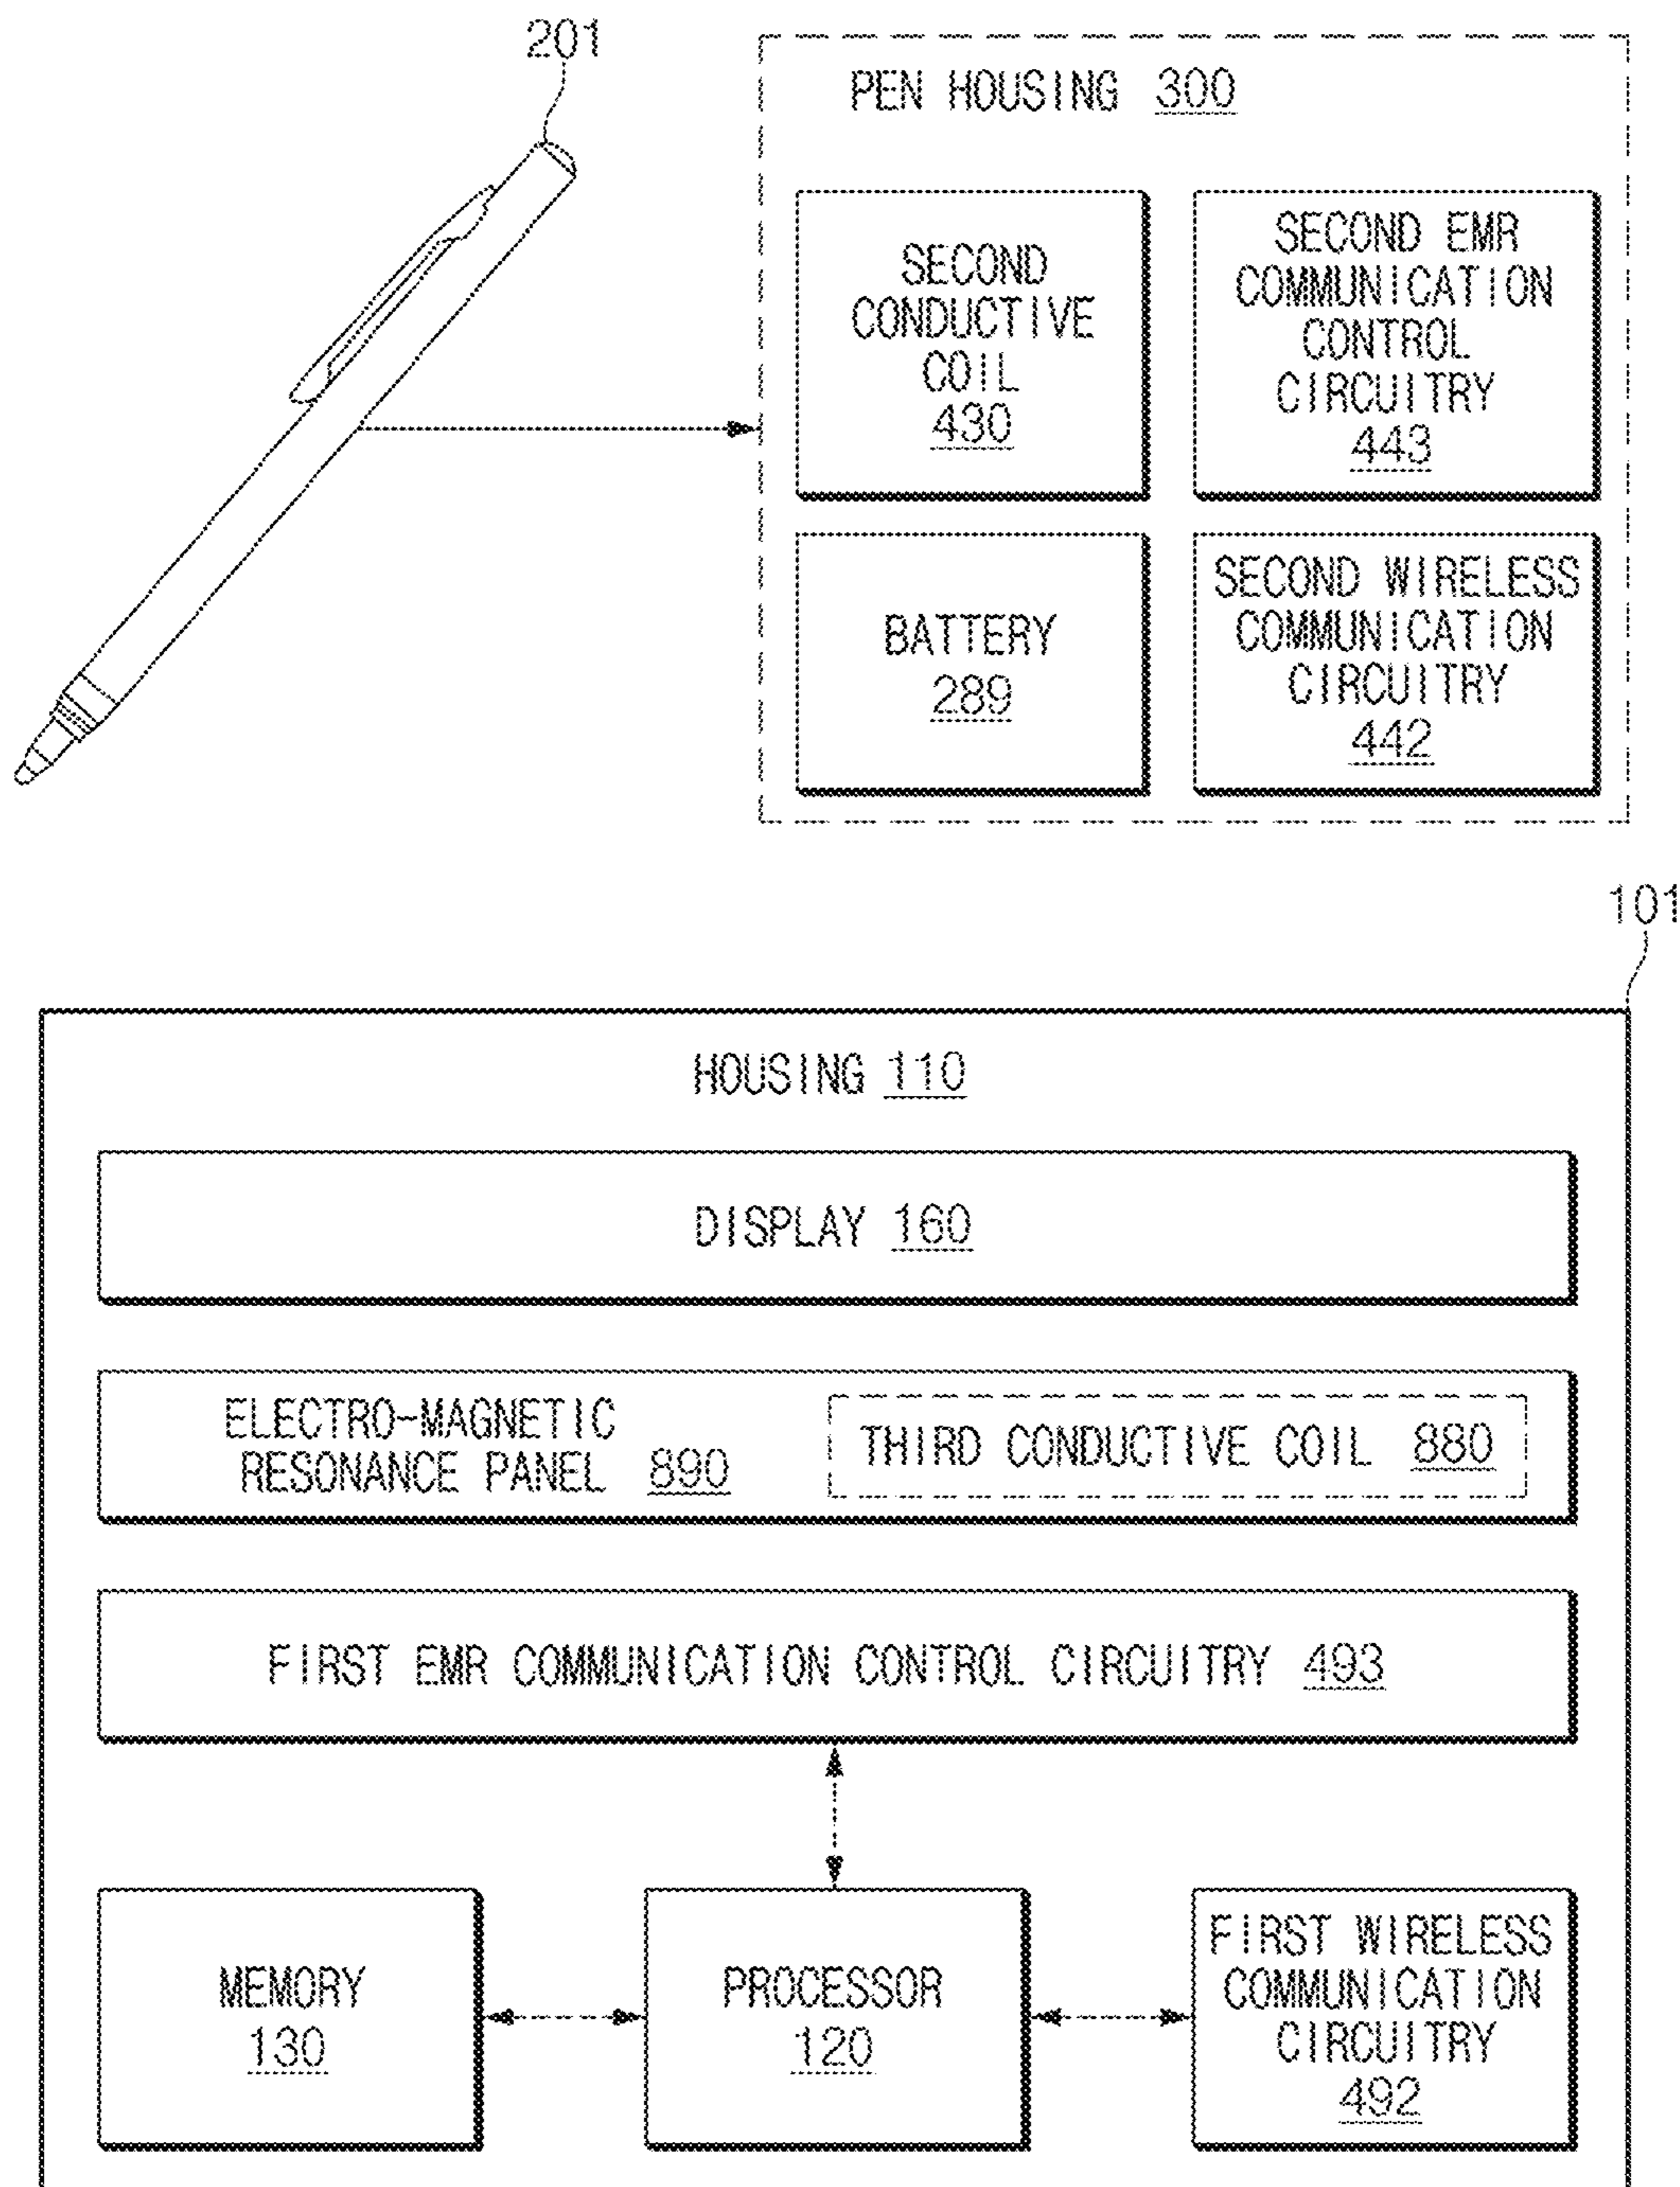 201
PEN HOUSING 300
SECOND
CONDUCTIVE
COIL
430
SECOND EMR
COMMUNICATION
CONTROL
CIRCUITRY
443
BATTERY
289
SECOND WIRELESS
COMMUNICATION
CIRCUITRY
442
101
HOUSING 110
DISPLAY 160
ELECTRO-MAGNETIC
RESONANCE PANEL 890
THIRD CONDUCTIVE COIL 880
FIRST EMR COMMUNICATION CONTROL CIRCUITRY 493
MEMORY
130
PROCESSOR
120
FIRST WIRELESS
COMMUNICATION
CIRCUITRY
492